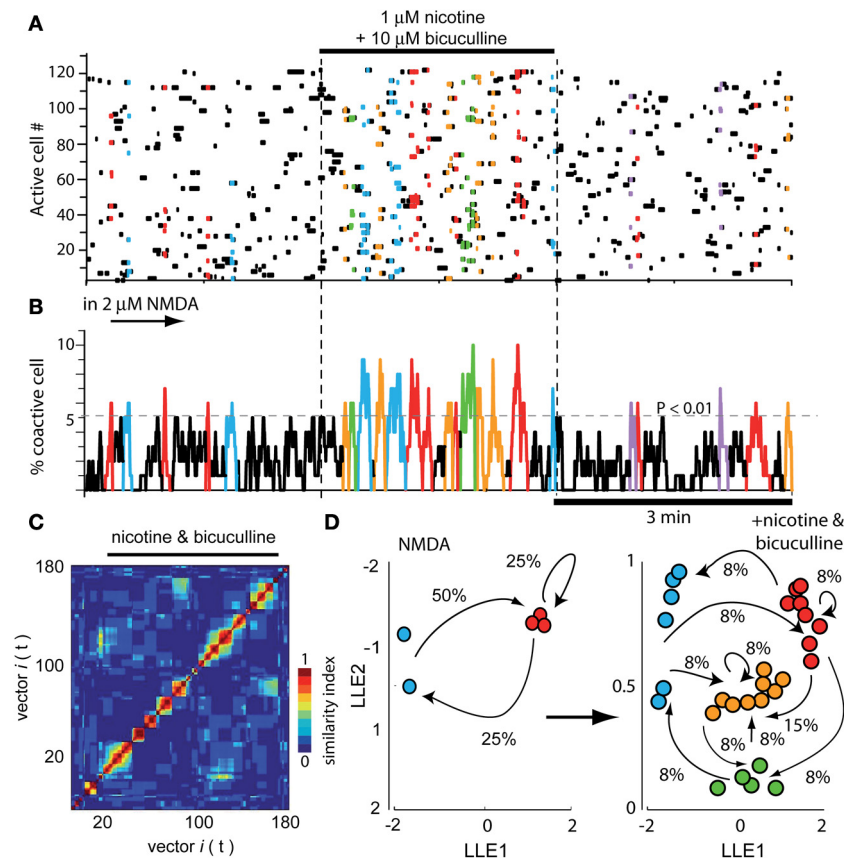 A
1 μM nicotine
+ 10 μM bicuculline
Active cell #
120
100
80
60
40
20
B
in 2 μM NMDA
% coactive cell
10
5
0
P < 0.01
3 min
C
nicotine & bicuculline
vector i ( t )
180
100
20
20
100
180
vector i ( t )
1
0
similarity index
D
NMDA
LLE2
-2
-1
1
2
-2
0
2
LLE1
50%
25%
25%
+nicotine &
bicuculline
1
0.5
0
-2
0
2
LLE1
8%
8%
8%
8%
8%
15%
8%
8%
8%
8%